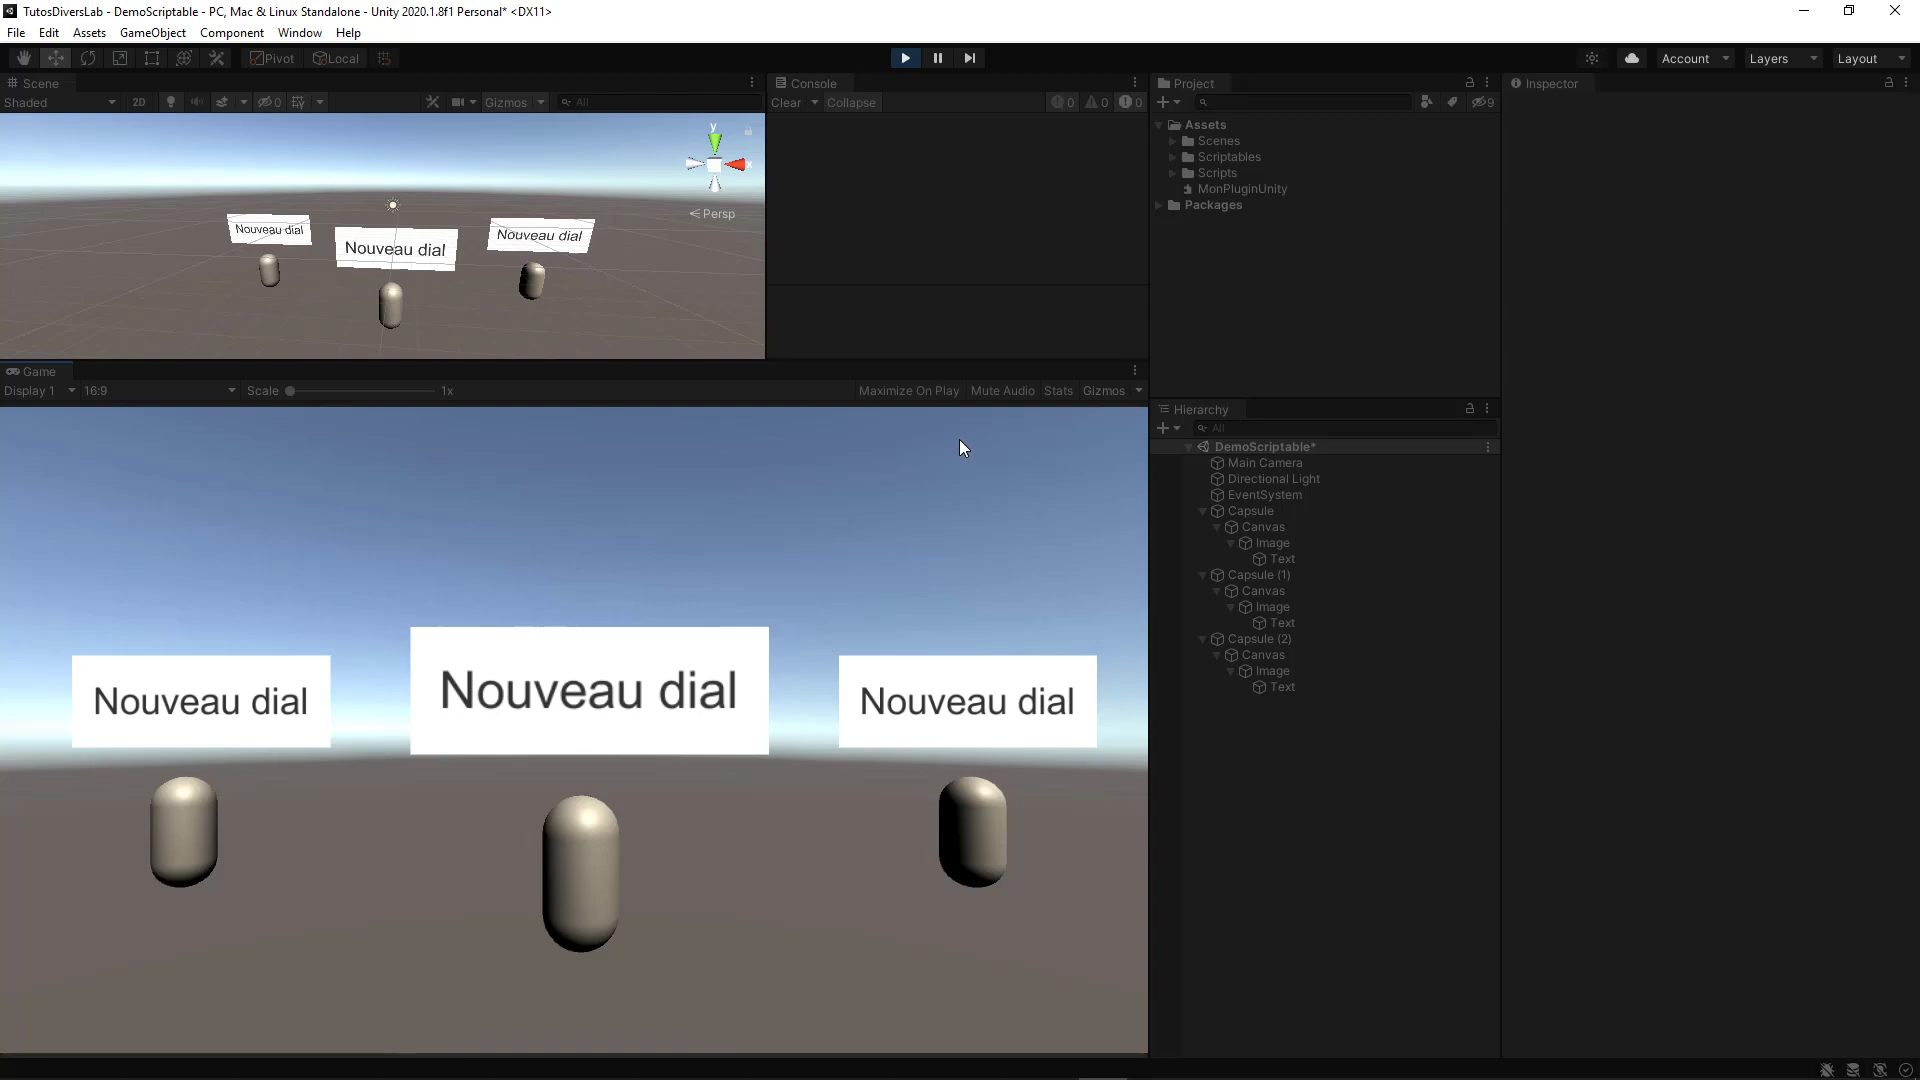 TutosDiversLab - DemoScriptable - PC, Mac & Linux Standalone - Unity 2020.1.8f1 Personal* <DX11>
File Edit Assets GameObject Component Window Help
Pivot Local Account Layers Layout
Scene
Shaded 2D 0 Gizmos All
y
x
Persp
Nouveau dial
Nouveau dial
Nouveau dial
Console
Clear Collapse 0 0 0
Game
Display 1 16:9 Scale 1x Maximize On Play Mute Audio Stats Gizmos
Nouveau dial
Nouveau dial
Nouveau dial
Project
9
Assets
Scenes
Scriptables
Scripts
MonPluginUnity
Packages
Hierarchy
All
DemoScriptable*
Main Camera
Directional Light
EventSystem
Capsule
Canvas
Image
Text
Capsule (1)
Canvas
Image
Text
Capsule (2)
Canvas
Image
Text
Inspector